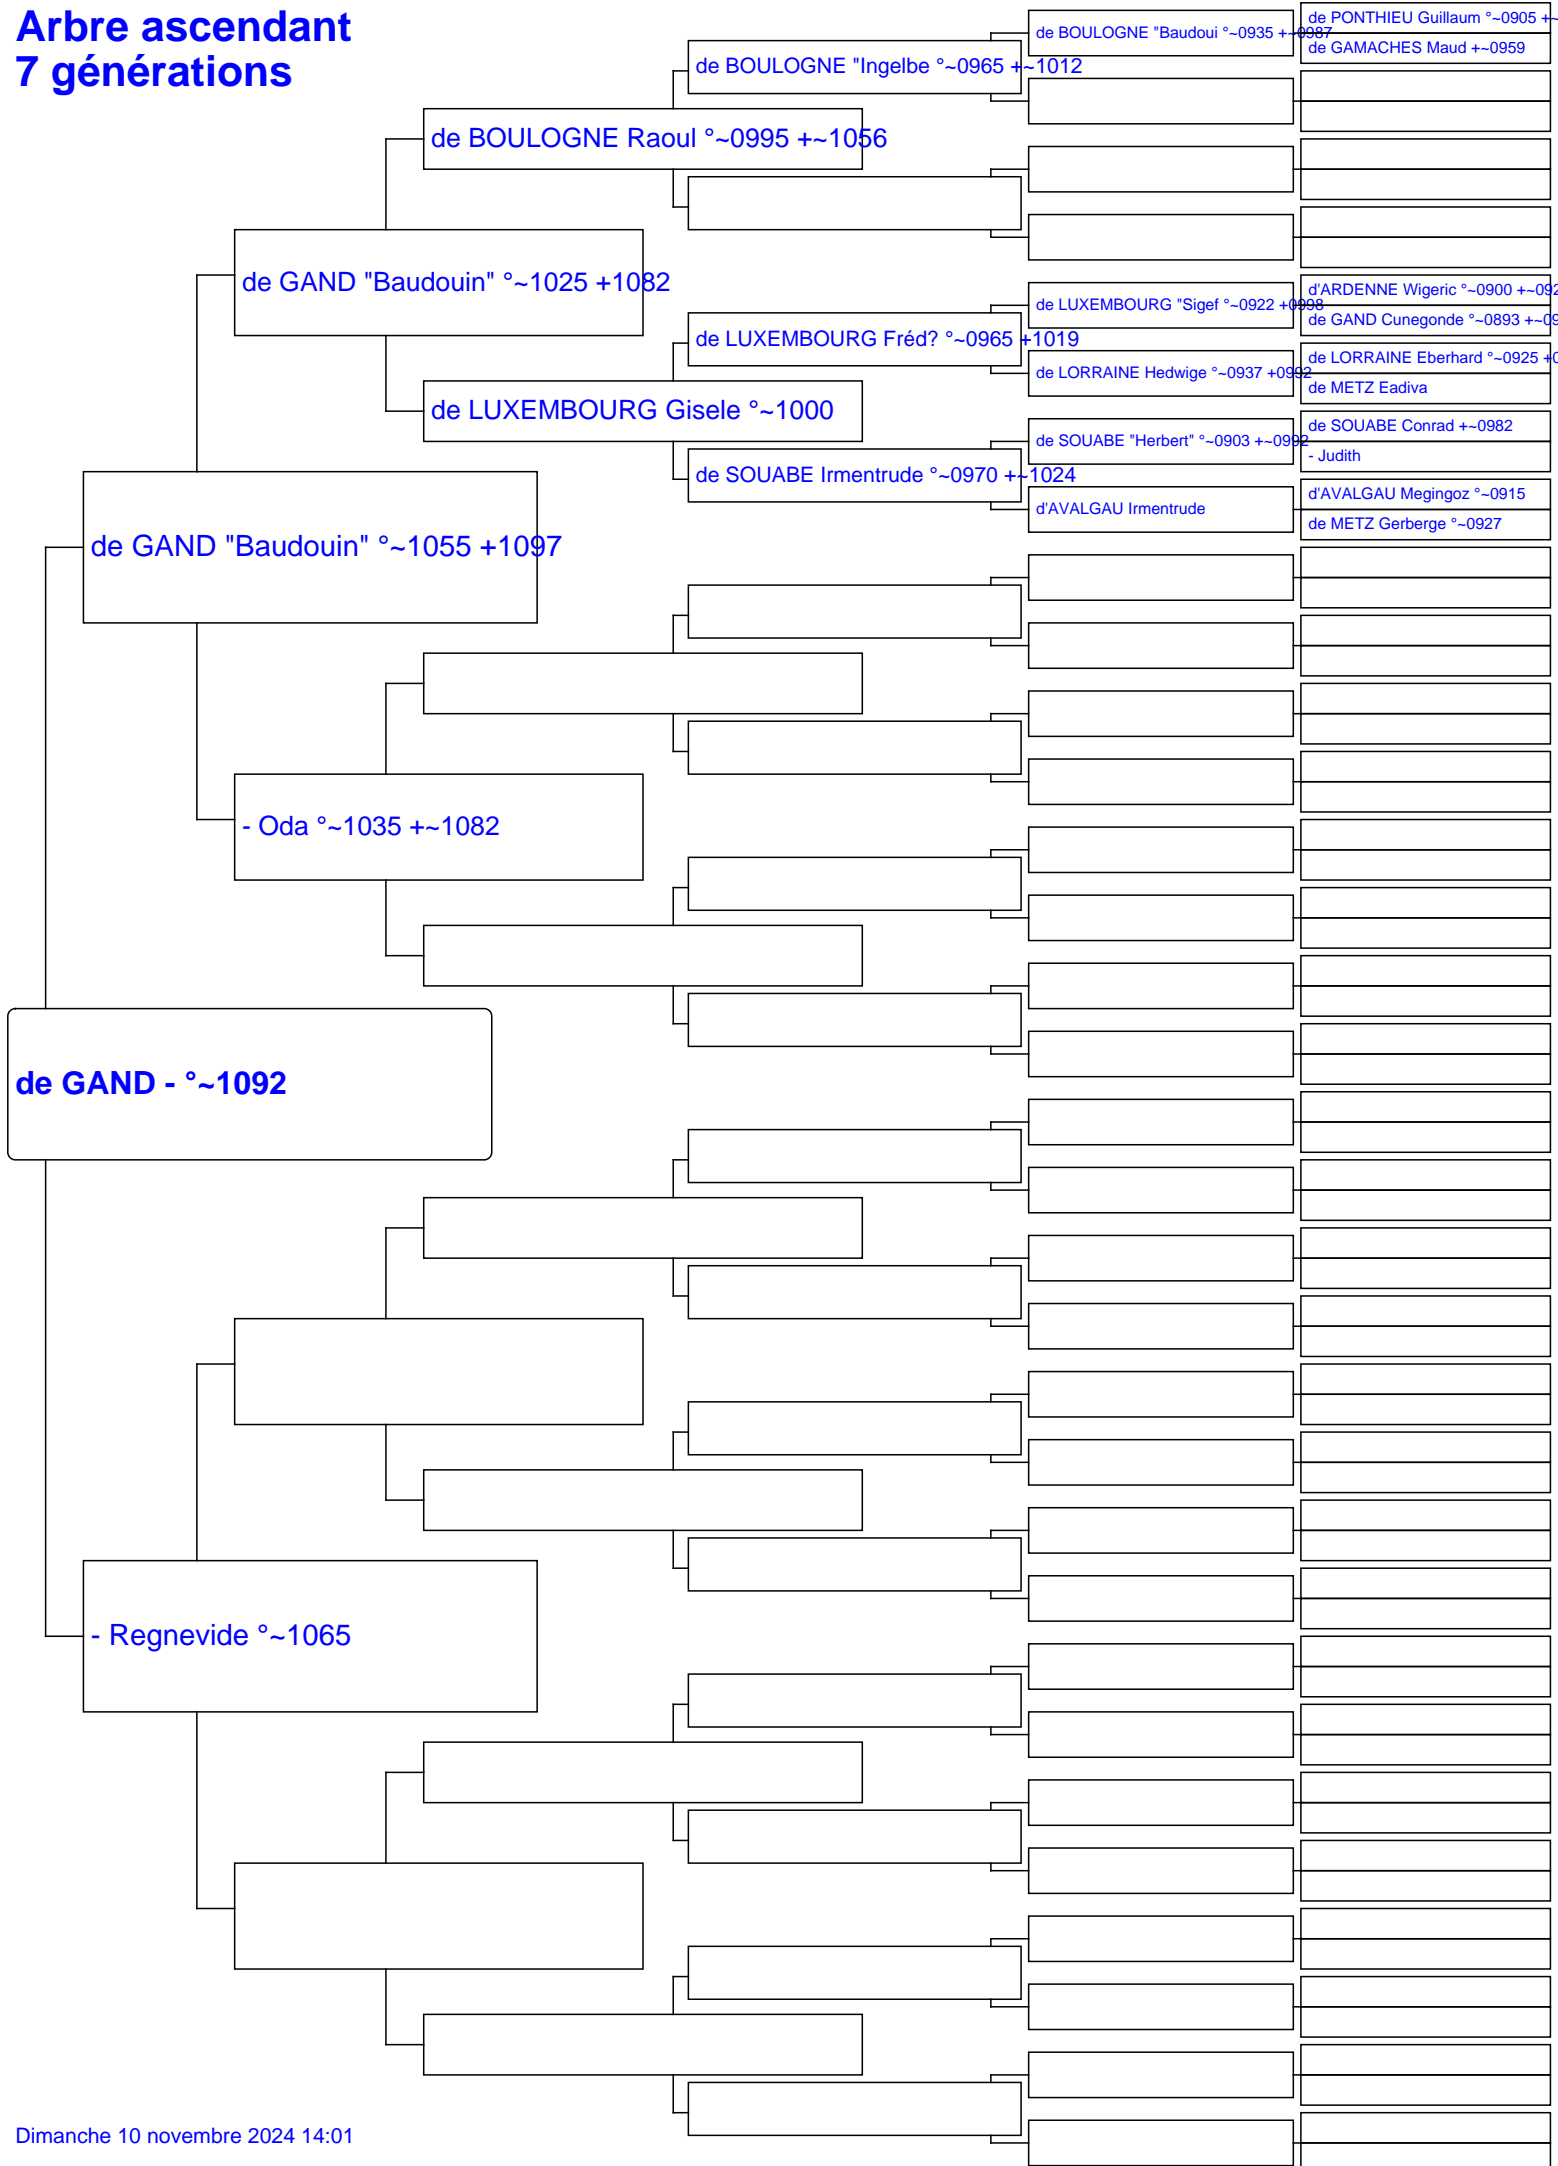 Arbre ascendant
7 générations
de PONTHIEU Guillaum °~0905 +~
de BOULOGNE "Baudoui °~0935 +~0987
de GAMACHES Maud +~0959
de BOULOGNE "Ingelbe °~0965 +~1012
de BOULOGNE Raoul °~0995 +~1056
de GAND "Baudouin" °~1025 +1082
d'ARDENNE Wigeric °~0900 +~092
de LUXEMBOURG "Sigef °~0922 +0998
de GAND Cunegonde °~0893 +~09
de LUXEMBOURG Fréd? °~0965 +1019
de LORRAINE Eberhard °~0925 +0
de LORRAINE Hedwige °~0937 +0992
de METZ Eadiva
de LUXEMBOURG Gisele °~1000
de SOUABE Conrad +~0982
de SOUABE "Herbert" °~0903 +~0992
- Judith
de SOUABE Irmentrude °~0970 +~1024
d'AVALGAU Megingoz °~0915
d'AVALGAU Irmentrude
de METZ Gerberge °~0927
de GAND "Baudouin" °~1055 +1097
- Oda °~1035 +~1082
de GAND - °~1092
- Regnevide °~1065
Dimanche 10 novembre 2024 14:01